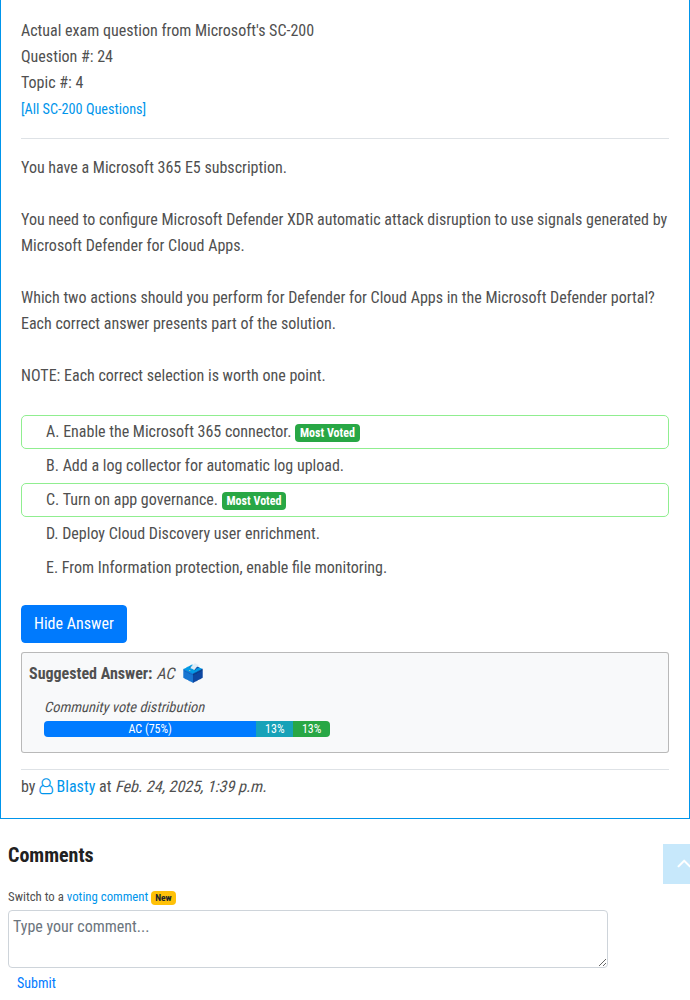 Actual exam question from Microsoft's SC-200
Question #: 24
Topic #: 4
[All SC-200 Questions]
You have a Microsoft 365 E5 subscription.
You need to configure Microsoft Defender XDR automatic attack disruption to use signals generated by
Microsoft Defender for Cloud Apps.
Which two actions should you perform for Defender for Cloud Apps in the Microsoft Defender portal?
Each correct answer presents part of the solution.
NOTE: Each correct selection is worth one point.
A. Enable the Microsoft 365 connector. Most Voted
B. Add a log collector for automatic log upload.
C. Turn on app governance. Most Voted
D. Deploy Cloud Discovery user enrichment.
E. From Information protection, enable file monitoring.
Hide Answer
Suggested Answer: AC
Community vote distribution
AC (75%) 13% 13%
by Blasty at Feb. 24, 2025, 1:39 p.m.
Comments
Switch to a voting comment New
Type your comment...
Submit